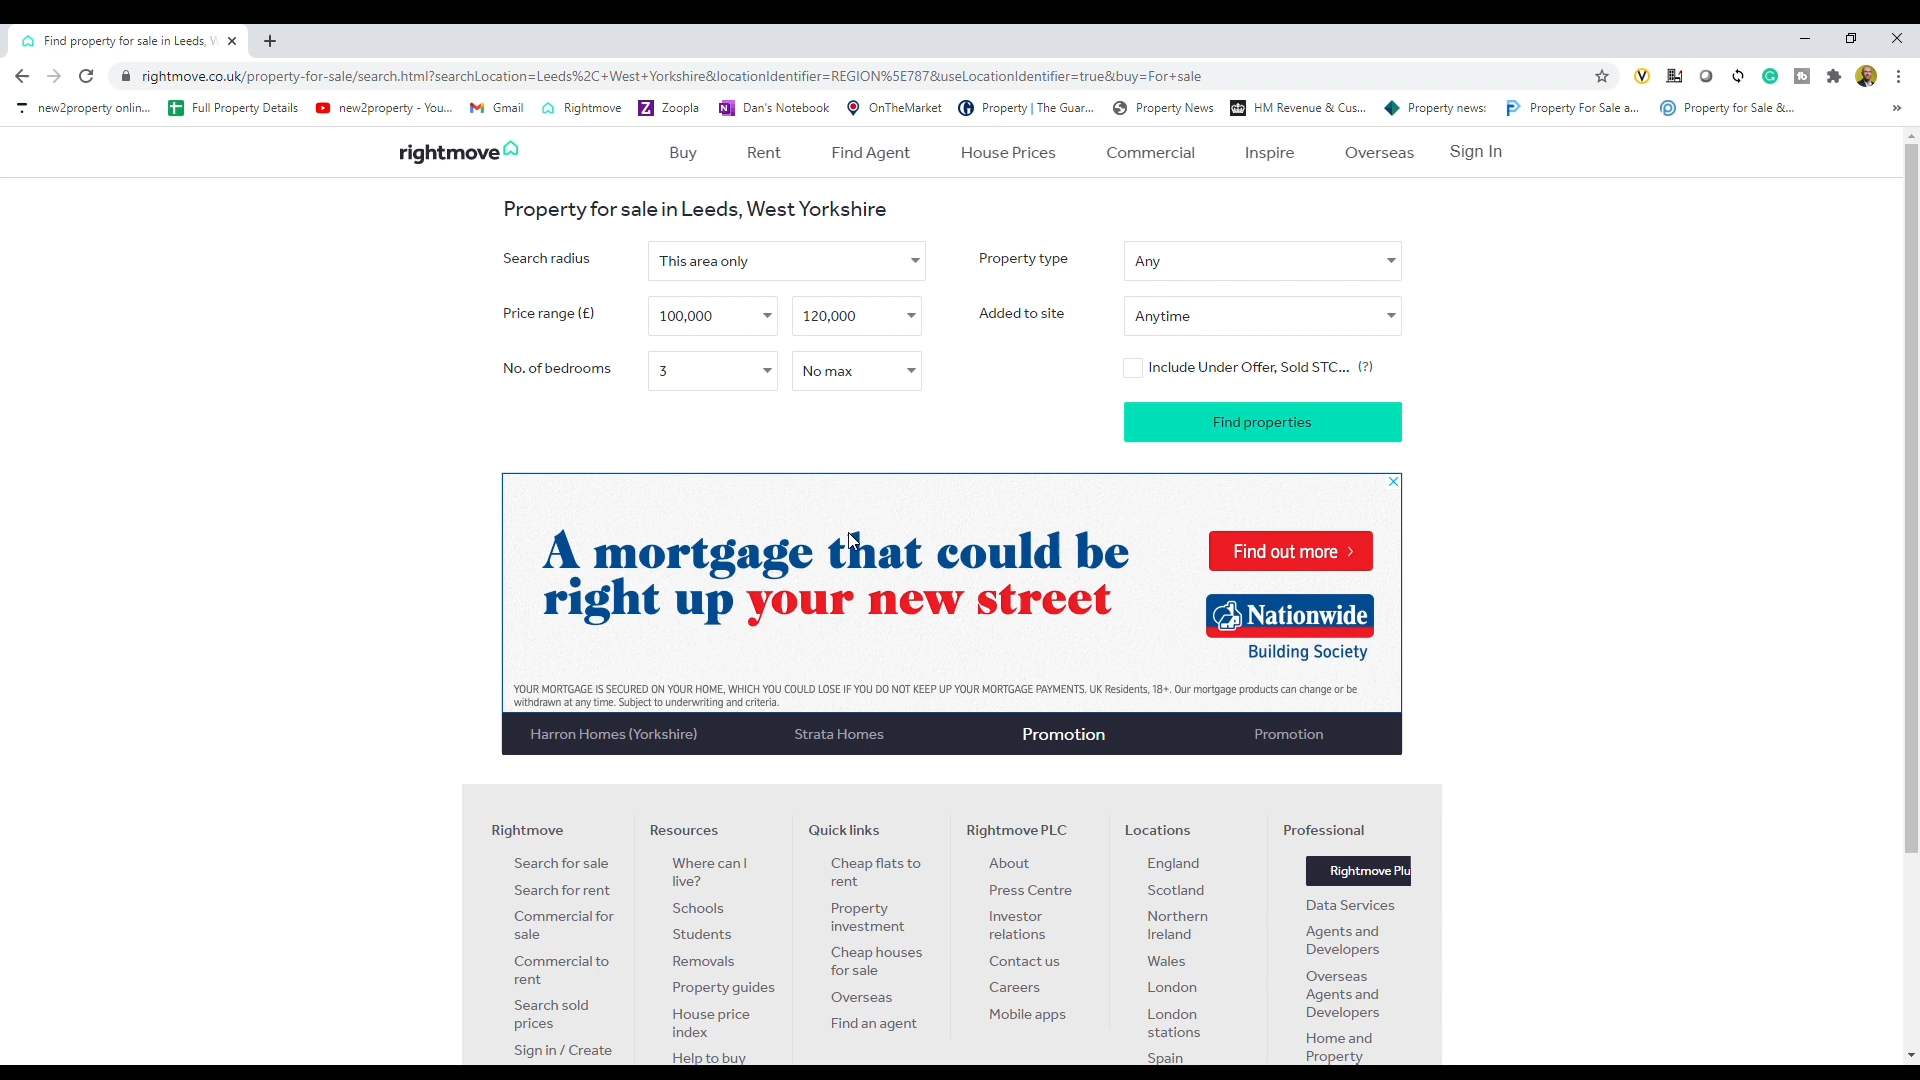 Find property for sale in Leeds, W
rightmove.co.uk/property-for-sale/search.html?searchLocation=Leeds%2C+West+Yorkshire&locationIdentifier=REGION%5E787&useLocationIdentifier=true&buy=For+sale
new2property onlin... Full Property Details new2property - You... Gmail Rightmove Zoopla Dan's Notebook OnTheMarket Property | The Guar... Property News HM Revenue & Cus... Property news: Property For Sale a... Property for Sale &... »
rightmove Buy Rent Find Agent House Prices Commercial Inspire Overseas Sign In
Property for sale in Leeds, West Yorkshire
Search radius This area only Property type Any
Price range (£) 100,000 120,000 Added to site Anytime
No. of bedrooms 3 No max Include Under Offer, Sold STC... (?)
Find properties
A mortgage that could be
right up your new street
Find out more >
Nationwide
Building Society
YOUR MORTGAGE IS SECURED ON YOUR HOME, WHICH YOU COULD LOSE IF YOU DO NOT KEEP UP YOUR MORTGAGE PAYMENTS. UK Residents, 18+. Our mortgage products can change or be
withdrawn at any time. Subject to underwriting and criteria.
Harron Homes (Yorkshire) Strata Homes Promotion Promotion
Rightmove
Search for sale
Search for rent
Commercial for
sale
Commercial to
rent
Search sold
prices
Sign in / Create
Resources
Where can I
live?
Schools
Students
Removals
Property guides
House price
index
Help to buy
Quick links
Cheap flats to
rent
Property
investment
Cheap houses
for sale
Overseas
Find an agent
Rightmove PLC
About
Press Centre
Investor
relations
Contact us
Careers
Mobile apps
Locations
England
Scotland
Northern
Ireland
Wales
London
London
stations
Spain
Professional
Rightmove Plu
Data Services
Agents and
Developers
Overseas
Agents and
Developers
Home and
Property